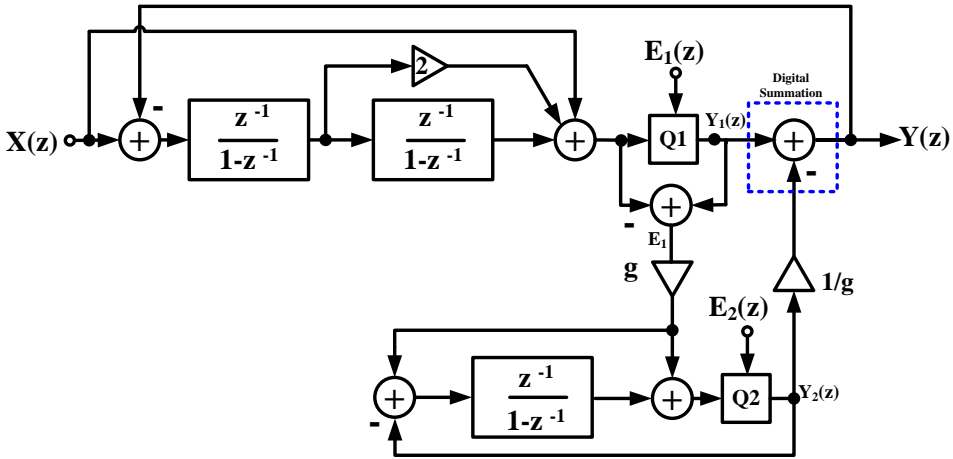 E₁(z)
Digital
Summation
2
-
z⁻¹
1-z⁻¹
z⁻¹
1-z⁻¹
X(z)
+
+
Q1
Y₁(z)
+
Y(z)
-
+
-
E₁
g
1/g
E₂(z)
z⁻¹
1-z⁻¹
+
+
Q2
Y₂(z)
-